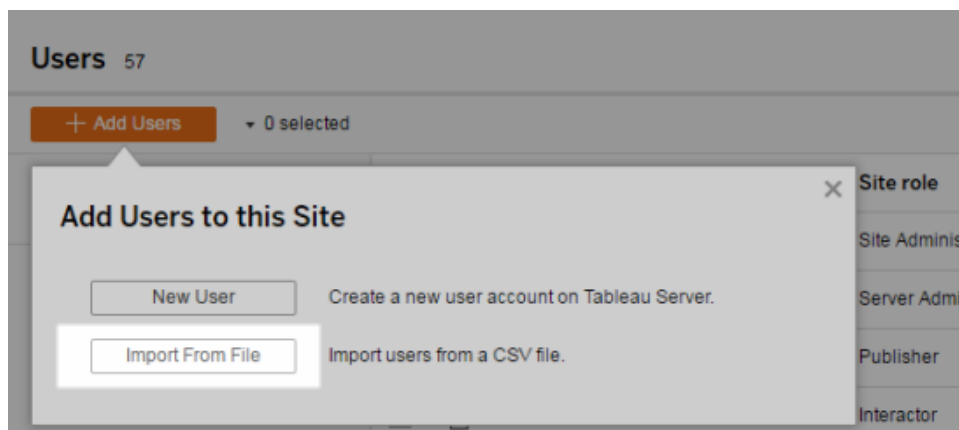 Users 57
+ Add Users 0 selected
Site role
Add Users to this Site
Site Adminis
New User Create a new user account on Tableau Server.
Server Admi
Import From File Import users from a CSV file.
Publisher
Interactor